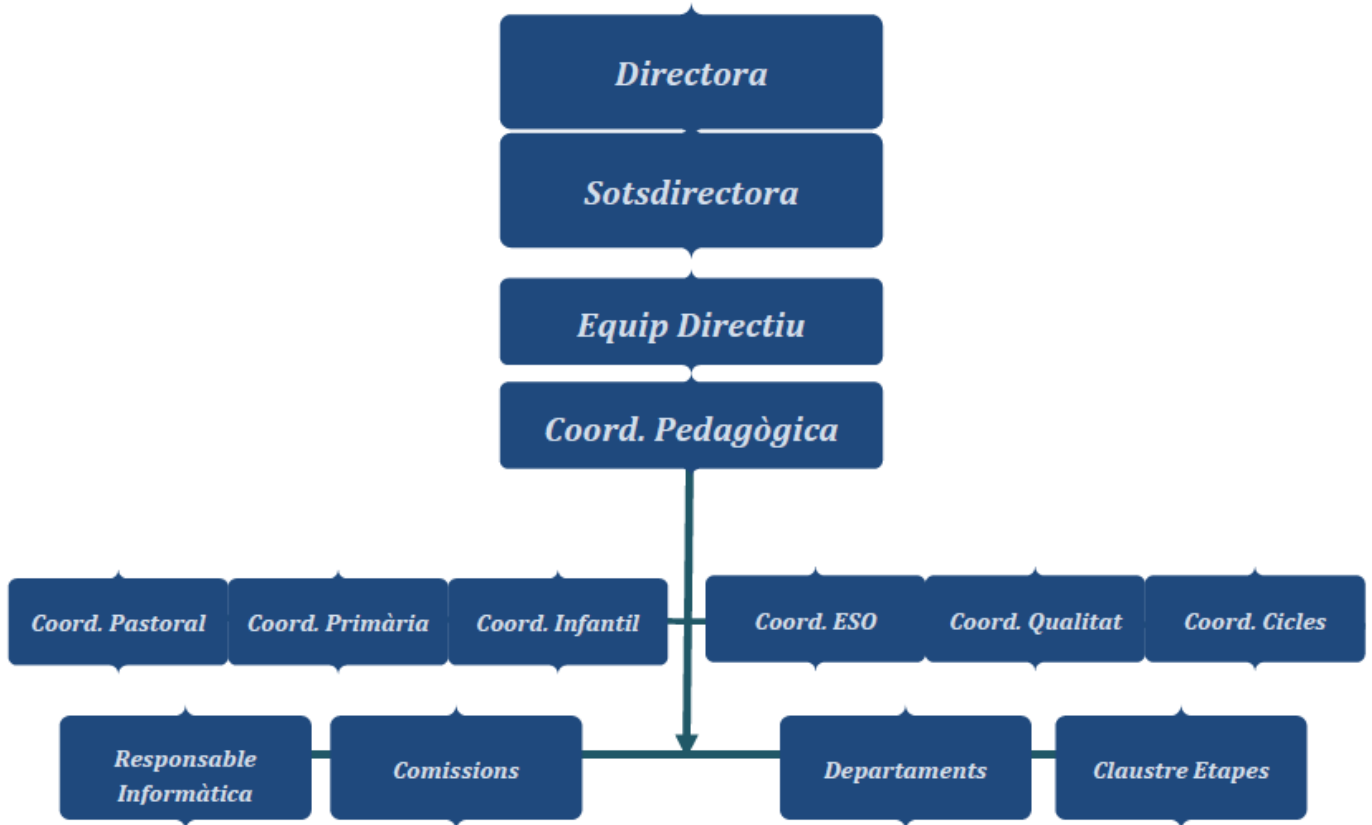 Directora
Sotsdirectora
Equip Directiu
Coord. Pedagògica
Coord. Pastoral
Coord. Primària
Coord. Infantil
Coord. ESO
Coord. Qualitat
Coord. Cicles
Responsable
Informàtica
Comissions
Departaments
Claustre Etapes